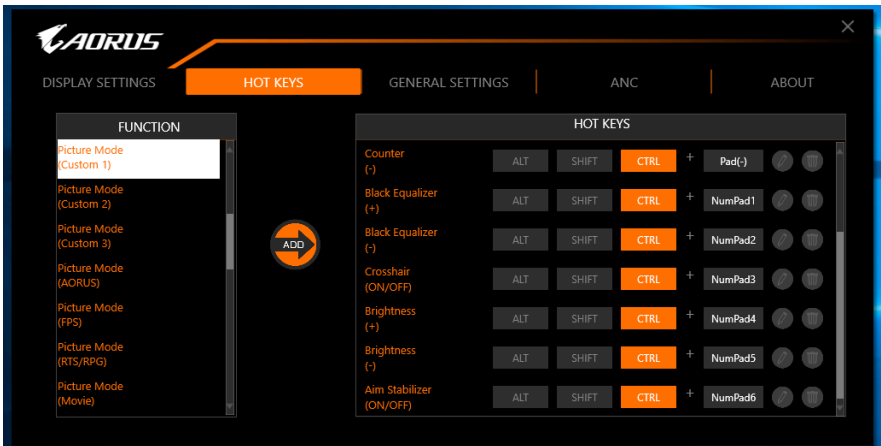 AORUS
DISPLAY SETTINGS HOT KEYS GENERAL SETTINGS ANC ABOUT
FUNCTION
Picture Mode
(Custom 1)
Picture Mode
(Custom 2)
Picture Mode
(Custom 3)
Picture Mode
(AORUS)
Picture Mode
(FPS)
Picture Mode
(RTS/RPG)
Picture Mode
(Movie)
ADD
HOT KEYS
Counter
(-) ALT SHIFT CTRL + Pad(-)
Black Equalizer
(+) ALT SHIFT CTRL + NumPad1
Black Equalizer
(-) ALT SHIFT CTRL + NumPad2
Crosshair
(ON/OFF) ALT SHIFT CTRL + NumPad3
Brightness
(+) ALT SHIFT CTRL + NumPad4
Brightness
(-) ALT SHIFT CTRL + NumPad5
Aim Stabilizer
(ON/OFF) ALT SHIFT CTRL + NumPad6